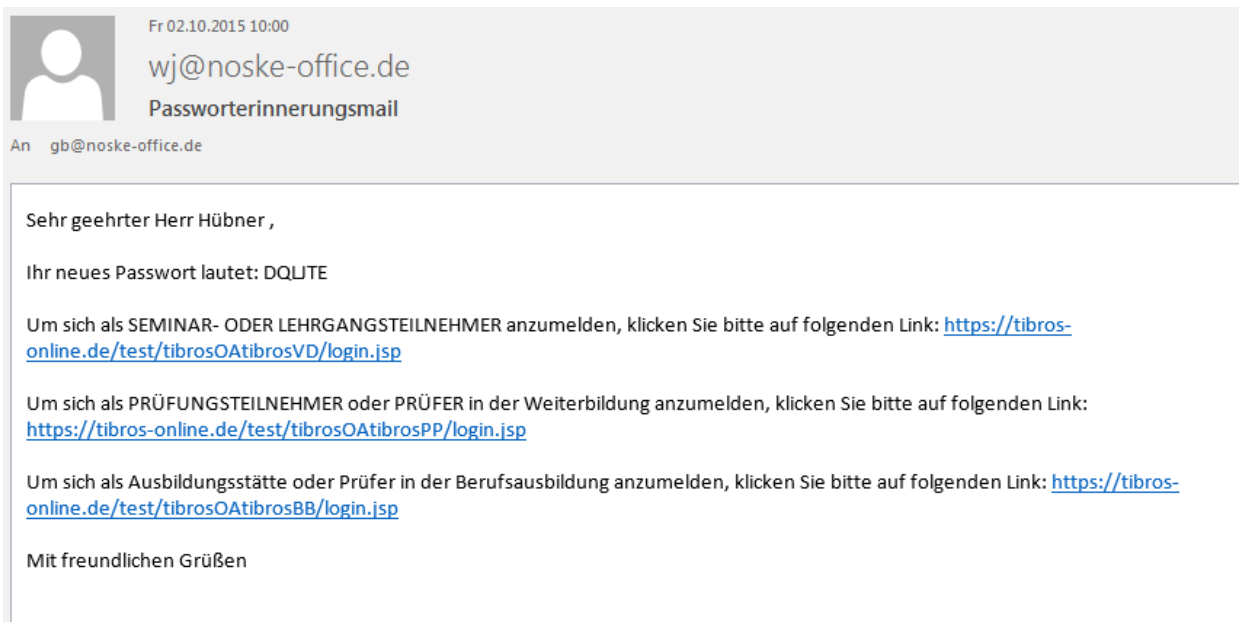 Fr 02.10.2015 10:00
wj@noske-office.de
Passworterinnerungsmail
An gb@noske-office.de
Sehr geehrter Herr Hübner ,
Ihr neues Passwort lautet: DQLJTE
Um sich als SEMINAR- ODER LEHRGANGSTEILNEHMER anzumelden, klicken Sie bitte auf folgenden Link: https://tibros-
online.de/test/tibrosOAtibrosVD/login.jsp
Um sich als PRÜFUNGSTEILNEHMER oder PRÜFER in der Weiterbildung anzumelden, klicken Sie bitte auf folgenden Link:
https://tibros-online.de/test/tibrosOAtibrosPP/login.jsp
Um sich als Ausbildungsstätte oder Prüfer in der Berufsausbildung anzumelden, klicken Sie bitte auf folgenden Link: https://tibros-
online.de/test/tibrosOAtibrosBB/login.jsp
Mit freundlichen Grüßen